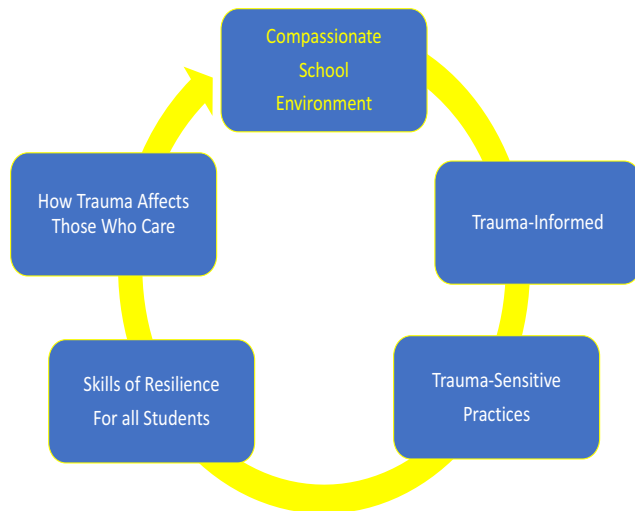 Compassionate
School
Environment
Trauma-Informed
Trauma-Sensitive
Practices
Skills of Resilience
For all Students
How Trauma Affects
Those Who Care